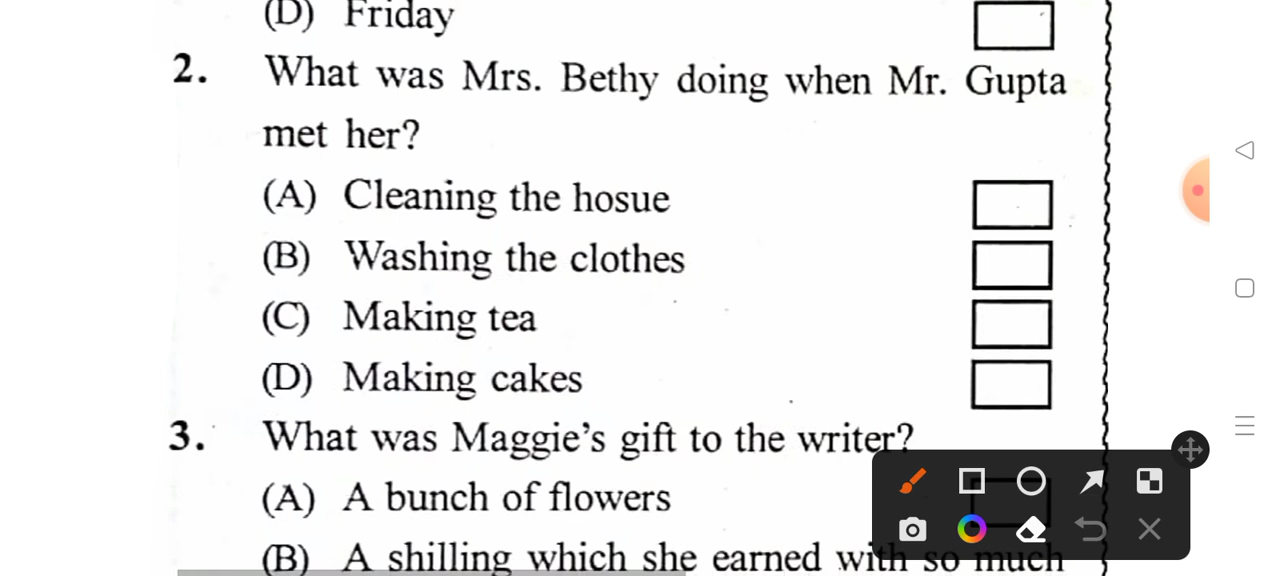 (D) Friday
2. What was Mrs. Bethy doing when Mr. Gupta
met her?
(A) Cleaning the hosue
(B) Washing the clothes
(C) Making tea
(D) Making cakes
3. What was Maggie's gift to the writer?
(A) A bunch of flowers
(B) A shilling which she earned with so much